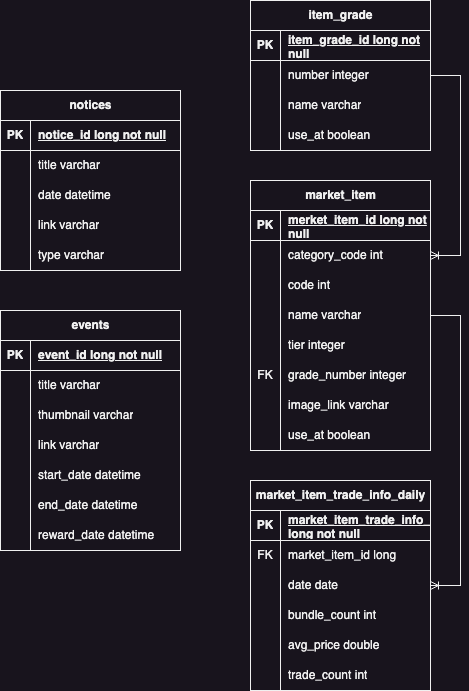 item_grade
PK
item_grade_id long not
null
number integer
name varchar
use_at boolean
notices
PK
notice_id long not null
title varchar
date datetime
link varchar
type varchar
market_item
PK
merket_item_id long not
null
category_code int
code int
name varchar
tier integer
FK
grade_number integer
image_link varchar
use_at boolean
events
PK
event_id long not null
title varchar
thumbnail varchar
link varchar
start_date datetime
end_date datetime
reward_date datetime
market_item_trade_info_daily
PK
market_item_trade_info_
long not null
FK
market_item_id long
date date
bundle_count int
avg_price double
trade_count int